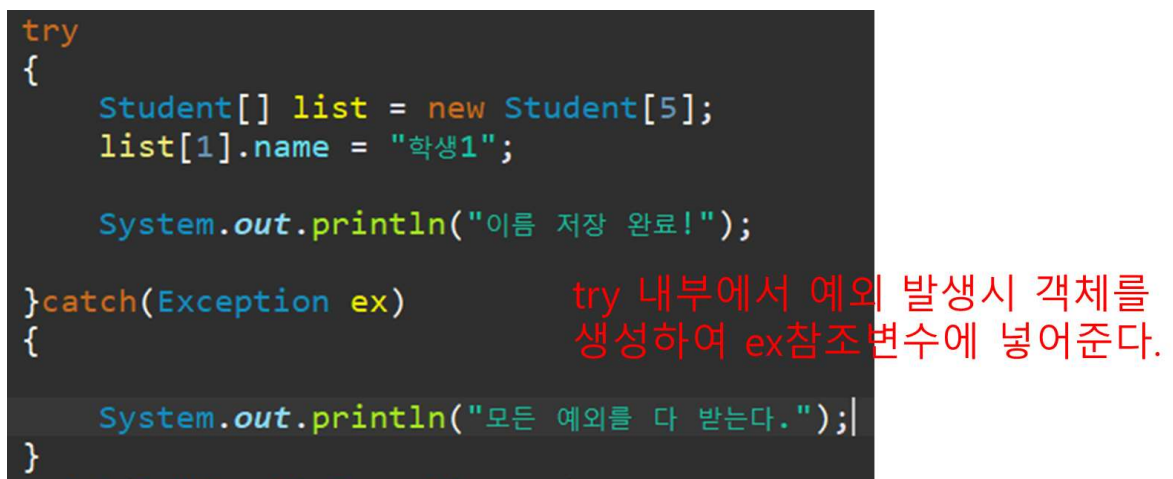 try
{
Student[] list = new Student[5];
list[1].name = "학생1";
System.out.println("이름 저장 완료!");
}catch(Exception ex)
try 내부에서 예외 발생시 객체를
{
생성하여 ex참조변수에 넣어준다.
System.out.println("모든 예외를 다 받는다.");
}